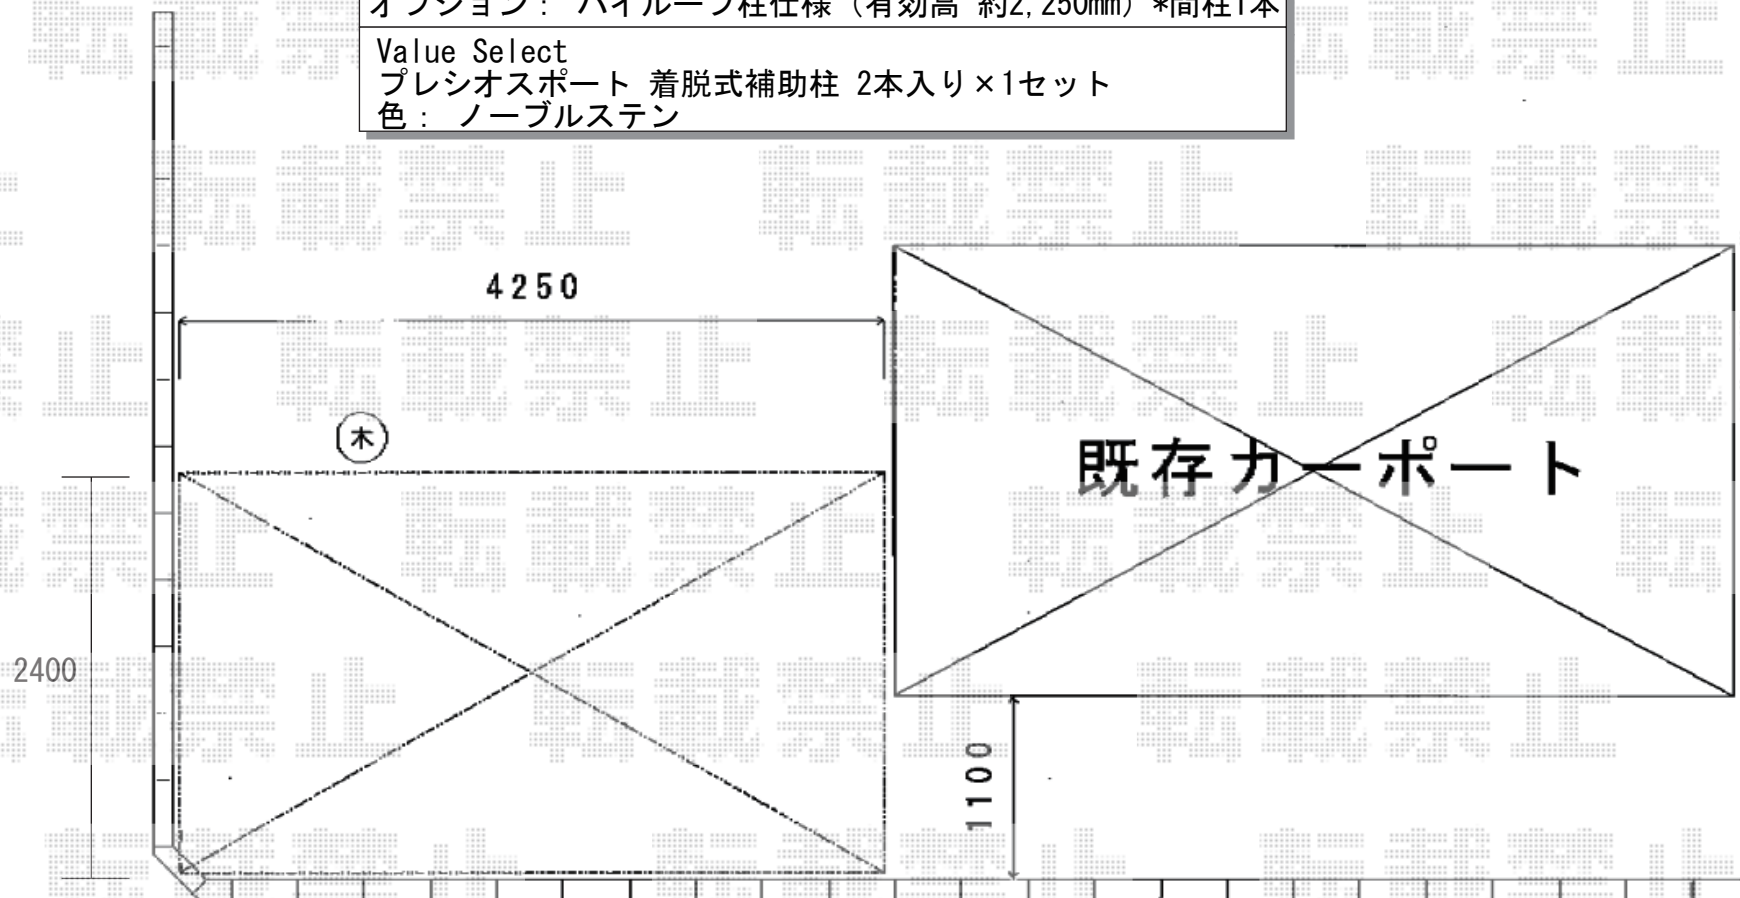 オプション： ハイルーフ柱仕様（有効高 約2,250mm）*間柱1本
Value Select
プレシオスポート 着脱式補助柱 2本入り×1セット
色： ノーブルステン
4250
木
既存カーポート
2400
1100
転載禁止